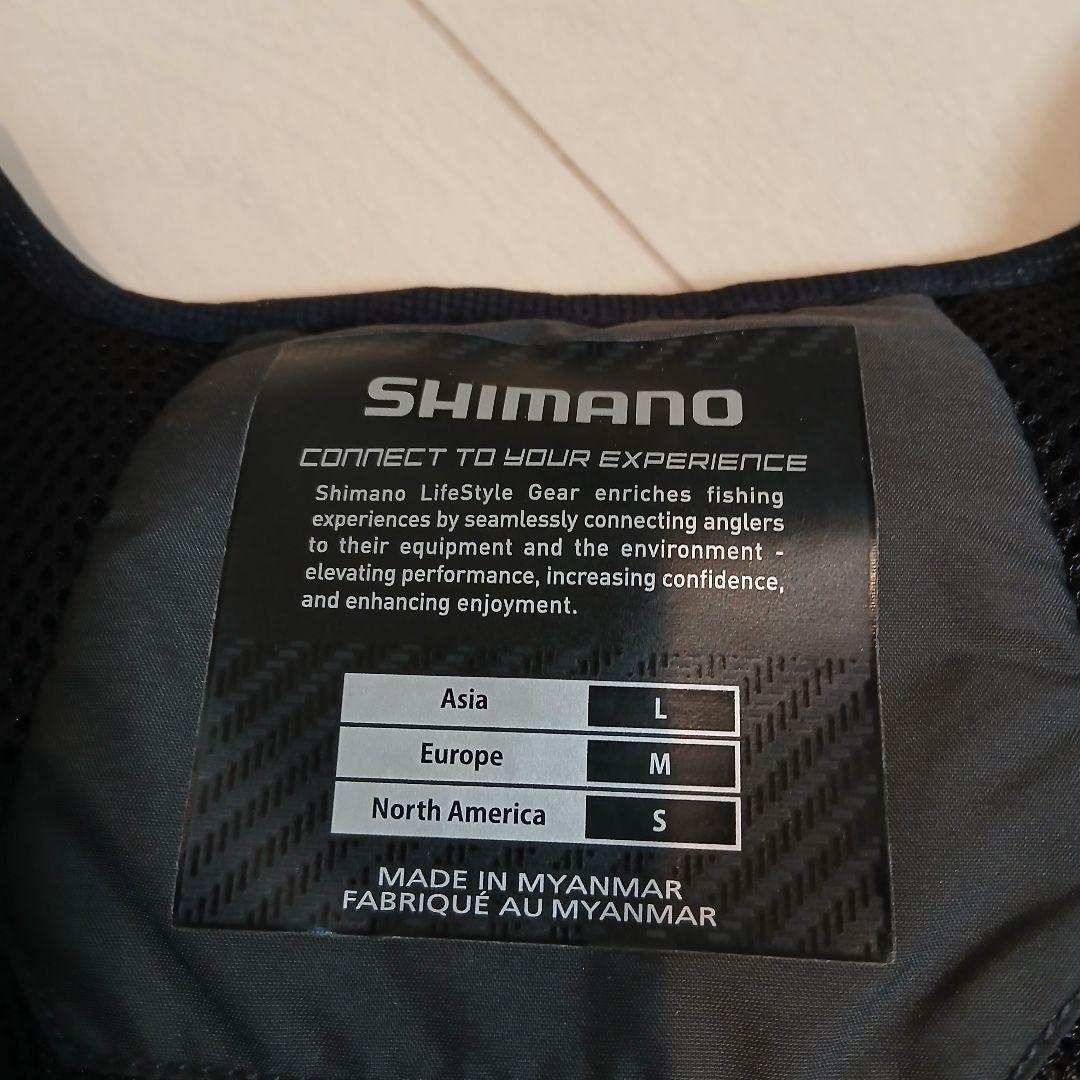 SHIMANO
CONNECT TO YOUR EXPERIENCE
Shimano LifeStyle Gear enriches fishing
experiences by seamlessly connecting anglers
to their equipment and the environment -
elevating performance, increasing confidence,
and enhancing enjoyment.
Asia L
Europe M
North America S
MADE IN MYANMAR
FABRIQUÉ AU MYANMAR